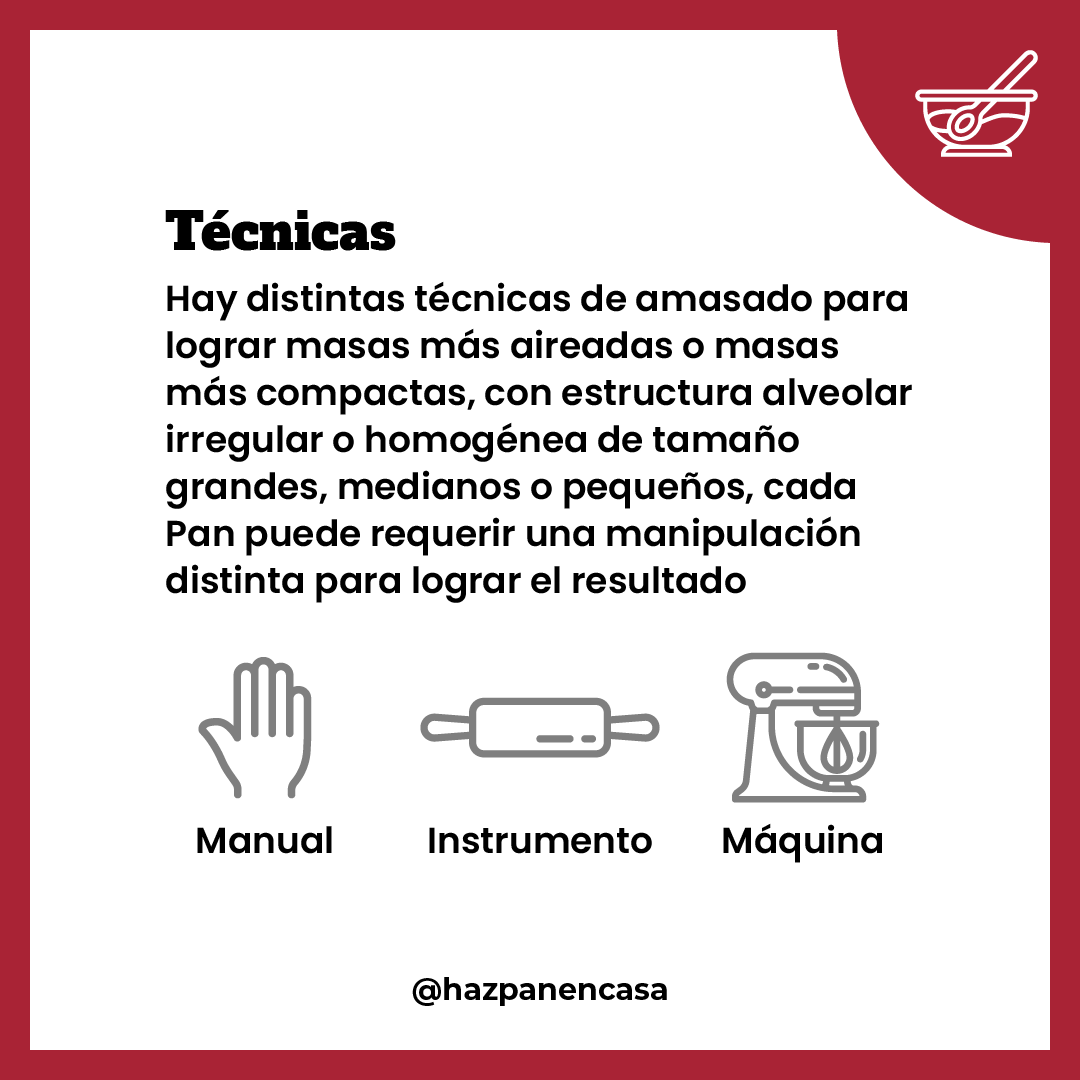 Técnicas
Hay distintas técnicas de amasado para
lograr masas más aireadas o masas
más compactas, con estructura alveolar
irregular o homogénea de tamaño
grandes, medianos o pequeños, cada
Pan puede requerir una manipulación
distinta para lograr el resultado
Manual Instrumento Máquina
@hazpanencasa